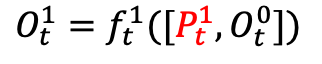 $O_t^1 = f_t^1([P_t^1, O_t^0])$